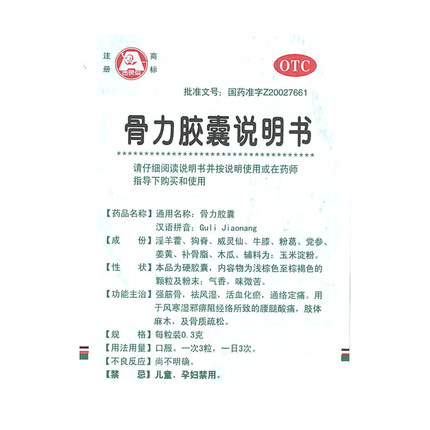 注册 商标
OTC
批准文号：国药准字Z20027661
骨力胶囊说明书
请仔细阅读说明书并按说明使用或在药师
指导下购买和使用
【药品名称】通用名称：骨力胶囊
汉语拼音：Guli Jiaonang
【成　　份】淫羊藿、狗脊、威灵仙、牛膝、粉葛、党参、
姜黄、补骨脂、木瓜。辅料为：玉米淀粉。
【性　　状】本品为硬胶囊，内容物为浅棕色至棕褐色的
颗粒及粉末；气香，味微苦。
【功能主治】强筋骨，祛风湿，活血化瘀，通络定痛。用
于风寒湿邪痹阻经络所致的腰腿酸痛，肢体
麻木，及骨质疏松。
【规　　格】每粒装0.3克
【用法用量】口服。一次3粒，一日3次。
【不良反应】尚不明确。
【禁　　忌】儿童、孕妇禁用。